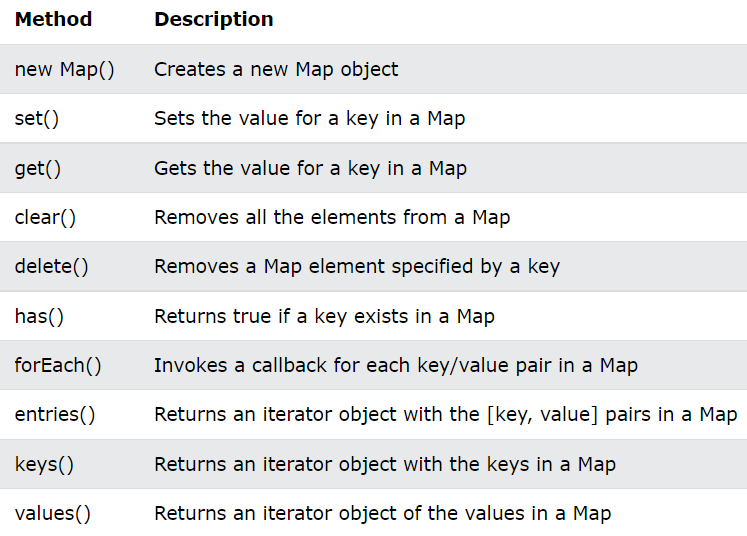 Method Description
new Map() Creates a new Map object
set() Sets the value for a key in a Map
get() Gets the value for a key in a Map
clear() Removes all the elements from a Map
delete() Removes a Map element specified by a key
has() Returns true if a key exists in a Map
forEach() Invokes a callback for each key/value pair in a Map
entries() Returns an iterator object with the [key, value] pairs in a Map
keys() Returns an iterator object with the keys in a Map
values() Returns an iterator object of the values in a Map